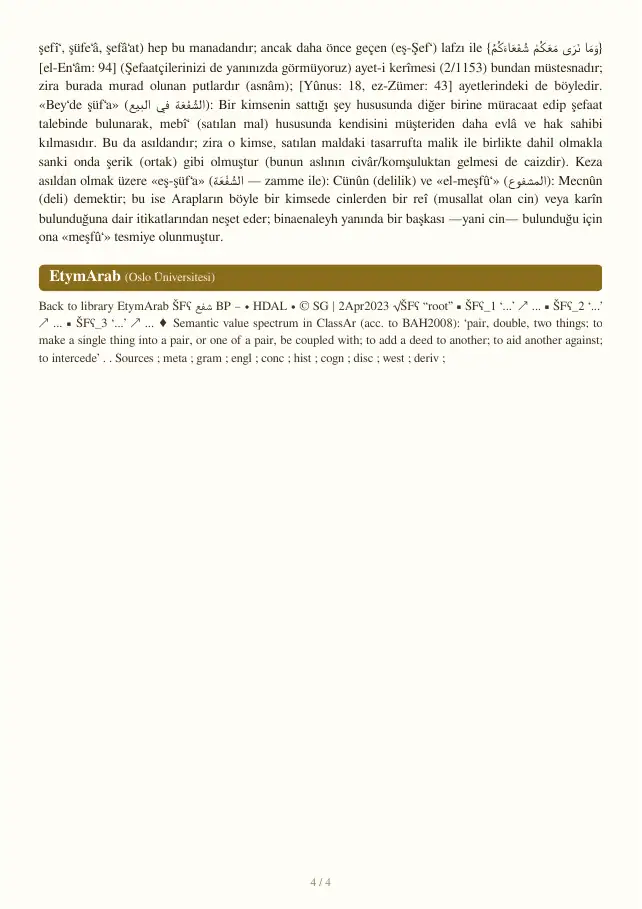 şefî‘, şüfe‘â, şefâ‘at) hep bu manadandır; ancak daha önce geçen (eş-Şef‘) lafzı ile {وَمَا نَرَى مَعَكُمْ شُفَعَاءَكُمُ}
[el-En‘âm: 94] (Şefaatçilerinizi de yanınızda görmüyoruz) ayet-i kerîmesi (2/1153) bundan müstesnadır;
zira burada murad olunan putlardır (asnâm); [Yûnus: 18, ez-Zümer: 43] ayetlerindeki de böyledir.
«Bey‘de şüf‘a» (الشُّفْعَة في البيع): Bir kimsenin sattığı şey hususunda diğer birine müracaat edip şefaat
talebinde bulunarak, mebî‘ (satılan mal) hususunda kendisini müşteriden daha evlâ ve hak sahibi
kılmasıdır. Bu da asıldandır; zira o kimse, satılan maldaki tasarrufta malik ile birlikte dahil olmakla
sanki onda şerik (ortak) gibi olmuştur (bunun aslının civâr/komşuluktan gelmesi de caizdir). Keza
asıldan olmak üzere «eş-şüf‘a» (الشُّفْعَة — zamme ile): Cünûn (delilik) ve «el-meşfû‘» (المشفوع): Mecnûn
(deli) demektir; bu ise Arapların böyle bir kimsede cinlerden bir reî (musallat olan cin) veya karîn
bulunduğuna dair itikatlarından neşet eder; binaenaleyh yanında bir başkası —yani cin— bulunduğu için
ona «meşfû‘» tesmiye olunmuştur.
EtymArab (Oslo Üniversitesi)
Back to library EtymArab ŠFʕ شفع BP – • HDAL • © SG | 2Apr2023 √ŠFʕ “root” ▪ ŠFʕ_1 ‘...’ ↗ ... ▪ ŠFʕ_2 ‘...’
↗ ... ▪ ŠFʕ_3 ‘...’ ↗ ... ♦ Semantic value spectrum in ClassAr (acc. to BAH2008): ‘pair, double, two things; to
make a single thing into a pair, or one of a pair, be coupled with; to add a deed to another; to aid another against;
to intercede’ . . Sources ; meta ; gram ; engl ; conc ; hist ; cogn ; disc ; west ; deriv ;
4 / 4